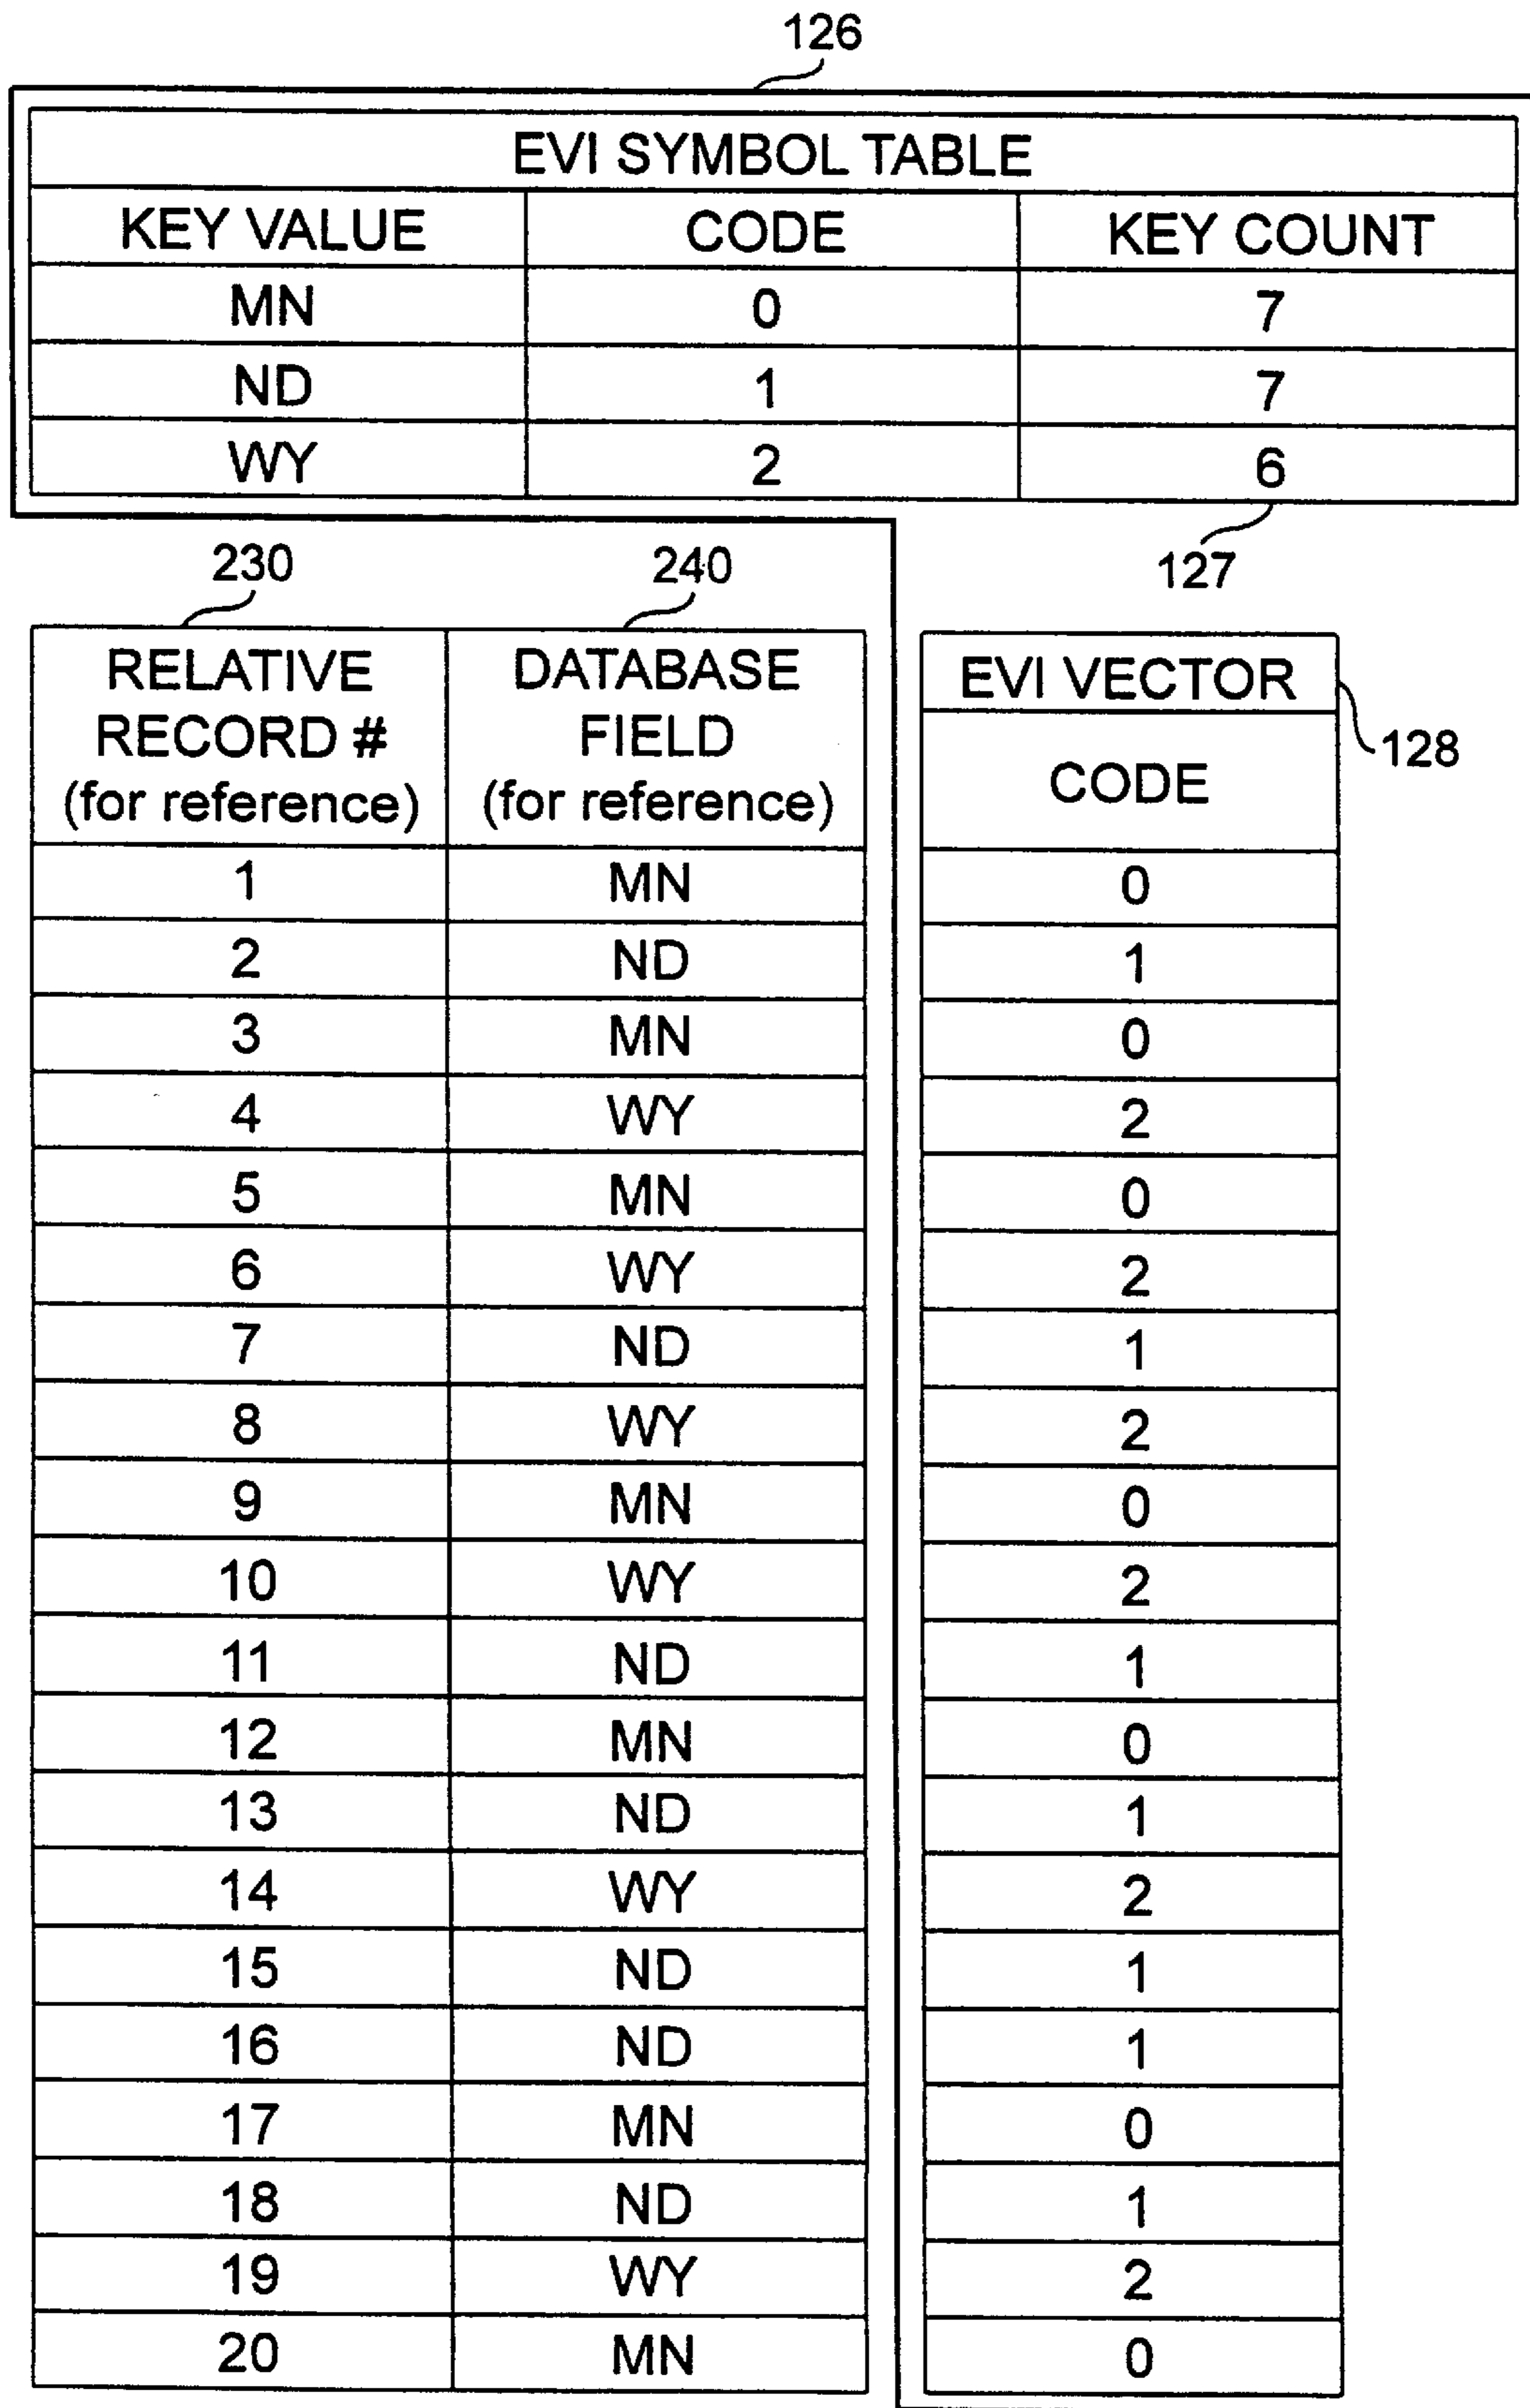 126
EVI SYMBOL TABLE
KEY VALUE CODE KEY COUNT
MN 0 7
ND 1 7
WY 2 6
127
230 240
RELATIVE RECORD # (for reference) DATABASE FIELD (for reference) EVI VECTOR CODE
128
1 MN 0
2 ND 1
3 MN 0
4 WY 2
5 MN 0
6 WY 2
7 ND 1
8 WY 2
9 MN 0
10 WY 2
11 ND 1
12 MN 0
13 ND 1
14 WY 2
15 ND 1
16 ND 1
17 MN 0
18 ND 1
19 WY 2
20 MN 0